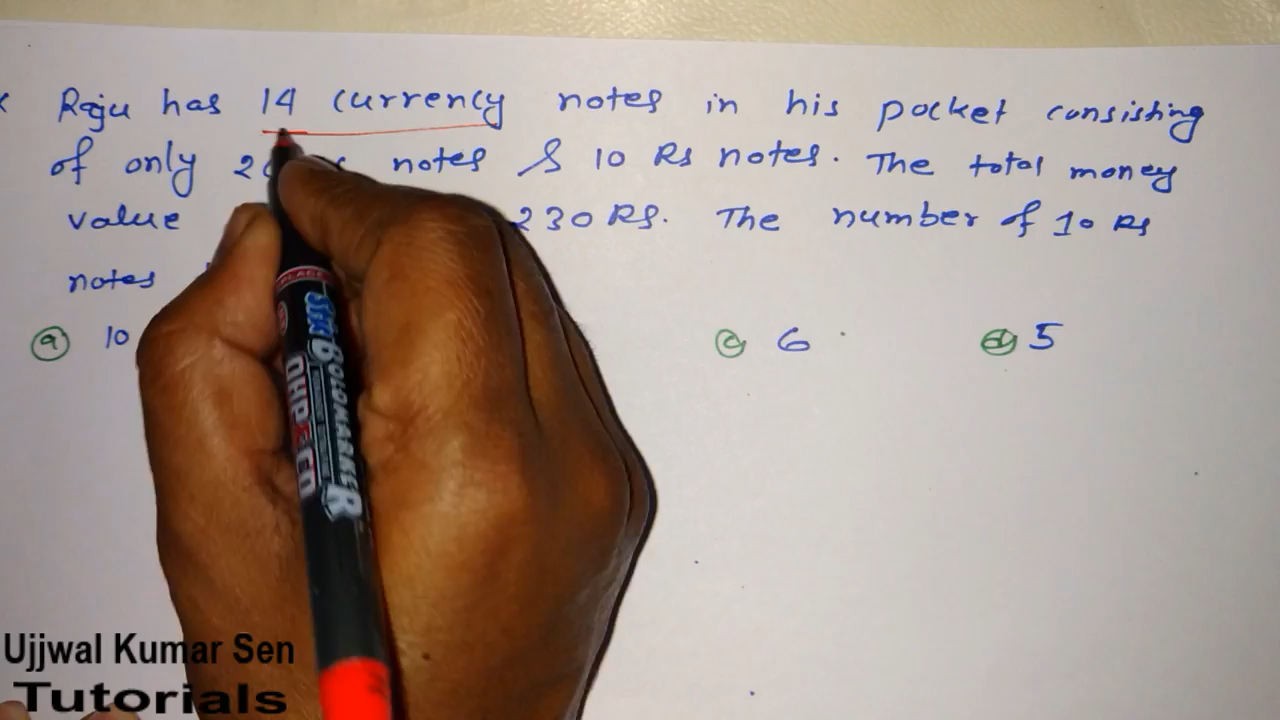 Raju has 14 currency notes in his pocket consisting
of only notes & 10 Rs notes. The total money
value 230 Rs. The number of 10 Rs
notes
(a) 10 (c) 6 (d) 5
BOLDMARKER
Ujjwal Kumar Sen
Tutorials